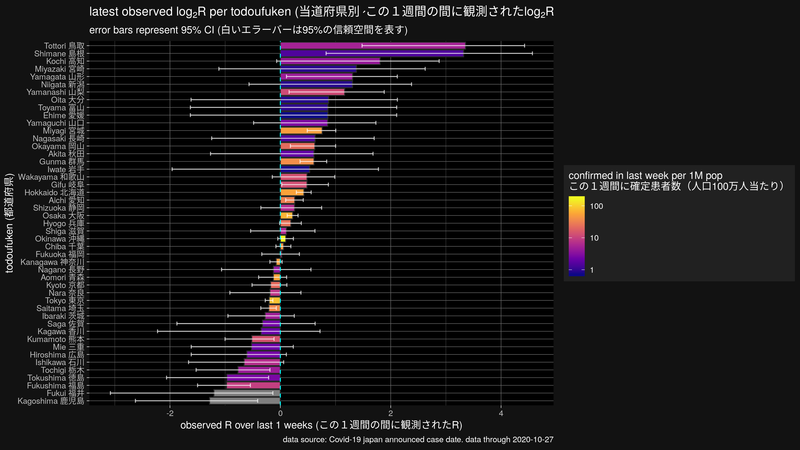 latest observed log₂R per todoufuken (当道府県別・この１週間の間に観測されたlog₂R
error bars represent 95% CI (白いエラーバーは95%の信頼空間を表す)
todoufuken (都道府県)
Tottori 鳥取
Shimane 島根
Kochi 高知
Miyazaki 宮崎
Yamagata 山形
Niigata 新潟
Yamanashi 山梨
Oita 大分
Toyama 富山
Ehime 愛媛
Yamaguchi 山口
Miyagi 宮城
Nagasaki 長崎
Okayama 岡山
Akita 秋田
Gunma 群馬
Iwate 岩手
Wakayama 和歌山
Gifu 岐阜
Hokkaido 北海道
Aichi 愛知
Shizuoka 静岡
Osaka 大阪
Hyogo 兵庫
Shiga 滋賀
Okinawa 沖縄
Chiba 千葉
Fukuoka 福岡
Kanagawa 神奈川
Nagano 長野
Aomori 青森
Kyoto 京都
Nara 奈良
Tokyo 東京
Saitama 埼玉
Ibaraki 茨城
Saga 佐賀
Kagawa 香川
Kumamoto 熊本
Mie 三重
Hiroshima 広島
Ishikawa 石川
Tochigi 栃木
Tokushima 徳島
Fukushima 福島
Fukui 福井
Kagoshima 鹿児島
-2 0 2 4
observed R over last 1 weeks (この１週間の間に観測されたR)
data source: Covid-19 japan announced case date. data through 2020-10-27
confirmed in last week per 1M pop
この１週間に確定患者数（人口100万人当たり）
100
10
1